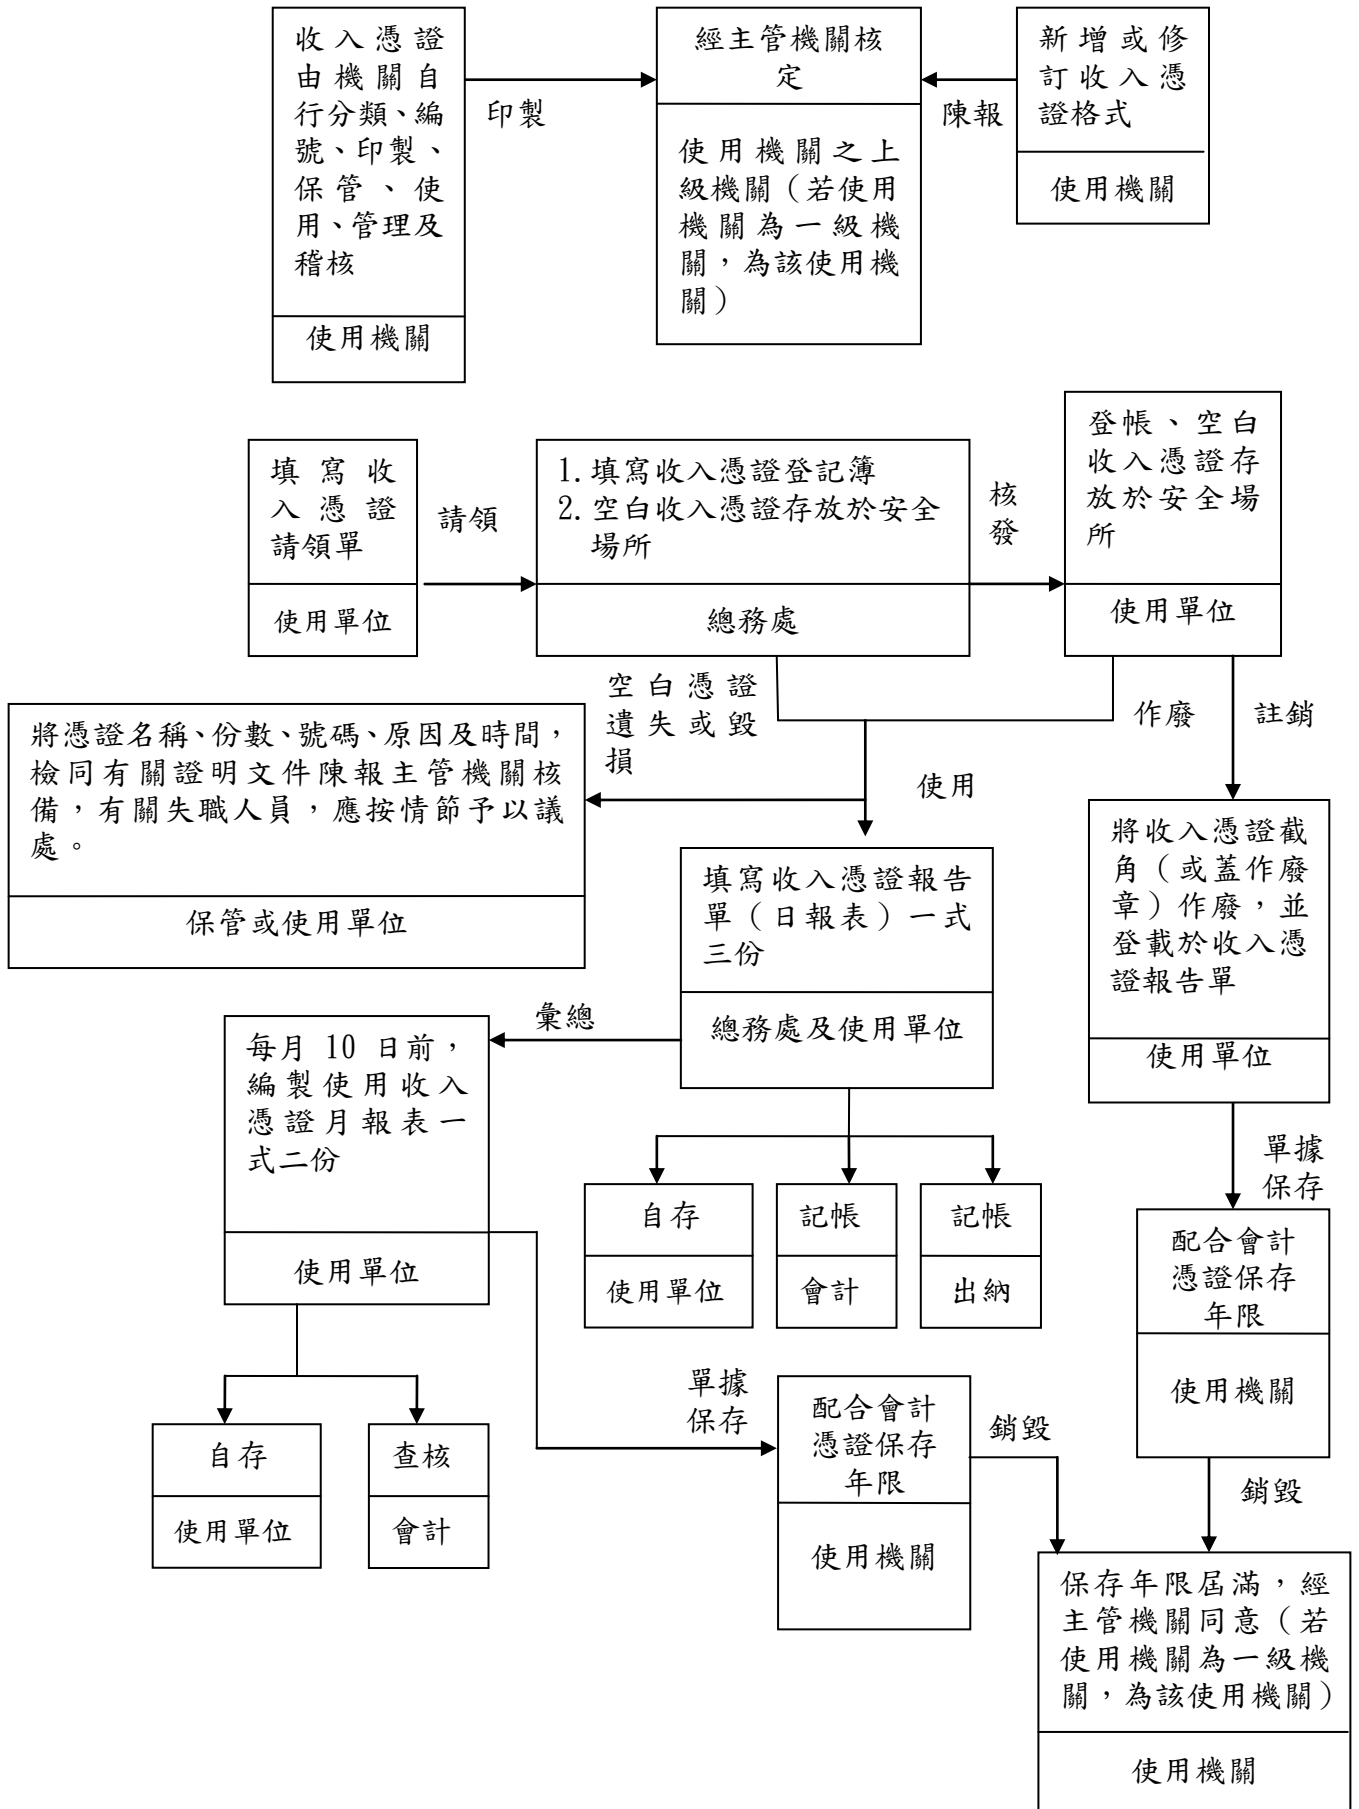 收入憑證
由機關自
行分類、編
號、印製、
保管、使
用、管理及
稽核
使用機關
印製
經主管機關核
定
使用機關之上
級機關（若使用
機關為一級機
關，為該使用機
關）
陳報
新增或修
訂收入憑
證格式
使用機關
填寫收
入憑證
請領單
使用單位
請領
1.填寫收入憑證登記簿
2.空白收入憑證存放於安全
場所
總務處
核
發
登帳、空白
收入憑證存
放於安全場
所
使用單位
空白憑證
遺失或毀
損
作廢
註銷
將憑證名稱、份數、號碼、原因及時間，
檢同有關證明文件陳報主管機關核
備，有關失職人員，應按情節予以議
處。
保管或使用單位
使用
填寫收入憑證報告
單（日報表）一式
三份
總務處及使用單位
將收入憑證截
角（或蓋作廢
章）作廢，並
登載於收入憑
證報告單
使用單位
彙總
每月 10 日前，
編製使用收入
憑證月報表一
式二份
使用單位
自存
使用單位
記帳
會計
記帳
出納
單據
保存
配合會計
憑證保存
年限
使用機關
自存
使用單位
查核
會計
單據
保存
配合會計
憑證保存
年限
使用機關
銷毀
銷毀
保存年限屆滿，經
主管機關同意（若
使用機關為一級機
關，為該使用機關）
使用機關